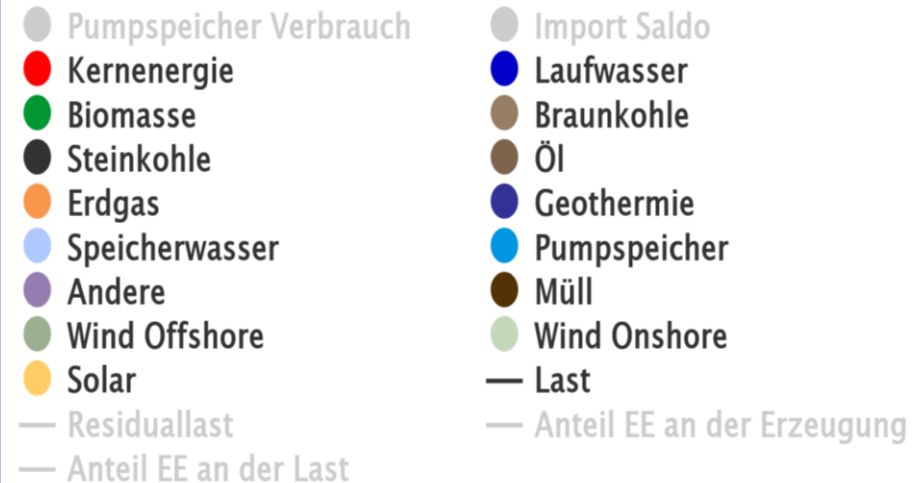 Pumpspeicher Verbrauch Import Saldo
Kernenergie Laufwasser
Biomasse Braunkohle
Steinkohle Öl
Erdgas Geothermie
Speicherwasser Pumpspeicher
Andere Müll
Wind Offshore Wind Onshore
Solar Last
Residuallast Anteil EE an der Erzeugung
Anteil EE an der Last